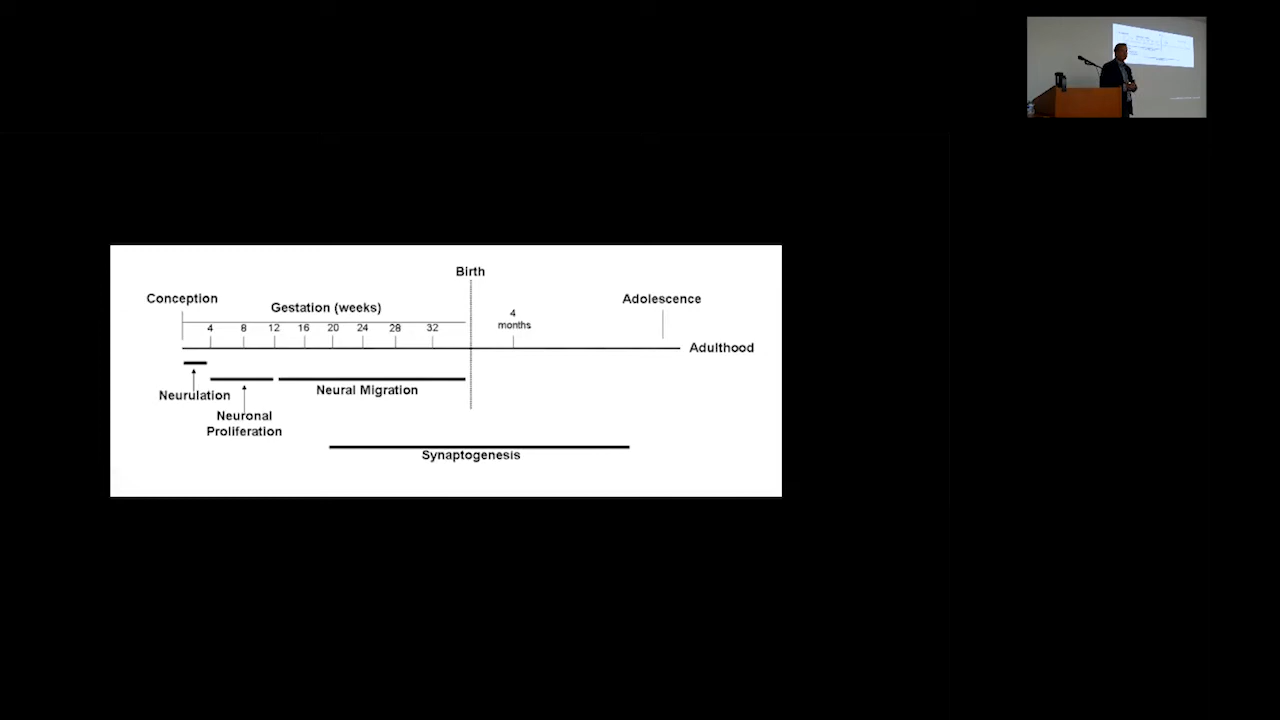 Birth
Conception
Adolescence
Gestation (weeks)
4
months
4 8 12 16 20 24 28 32
Adulthood
Neurulation
Neural Migration
Neuronal
Proliferation
Synaptogenesis